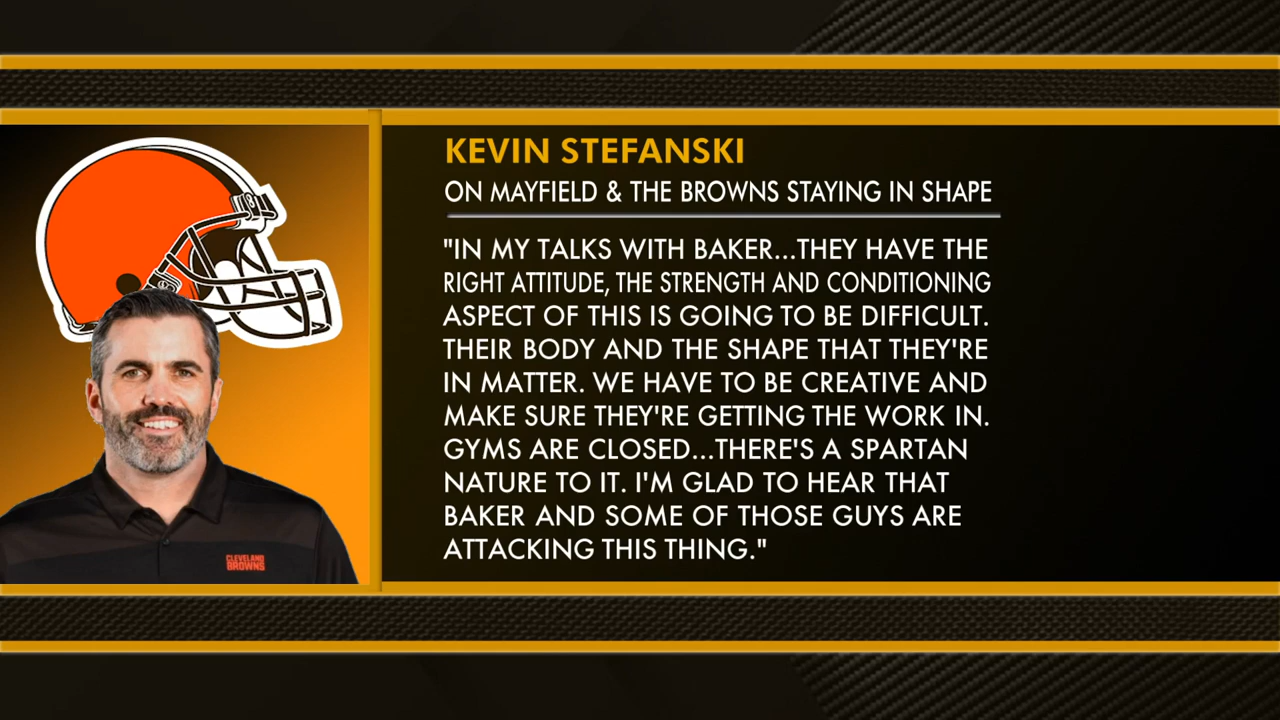 KEVIN STEFANSKI
ON MAYFIELD & THE BROWNS STAYING IN SHAPE
"IN MY TALKS WITH BAKER...THEY HAVE THE
RIGHT ATTITUDE, THE STRENGTH AND CONDITIONING
ASPECT OF THIS IS GOING TO BE DIFFICULT.
THEIR BODY AND THE SHAPE THAT THEY'RE
IN MATTER. WE HAVE TO BE CREATIVE AND
MAKE SURE THEY'RE GETTING THE WORK IN.
GYMS ARE CLOSED...THERE'S A SPARTAN
NATURE TO IT. I'M GLAD TO HEAR THAT
BAKER AND SOME OF THOSE GUYS ARE
ATTACKING THIS THING."
CLEVELAND
BROWNS